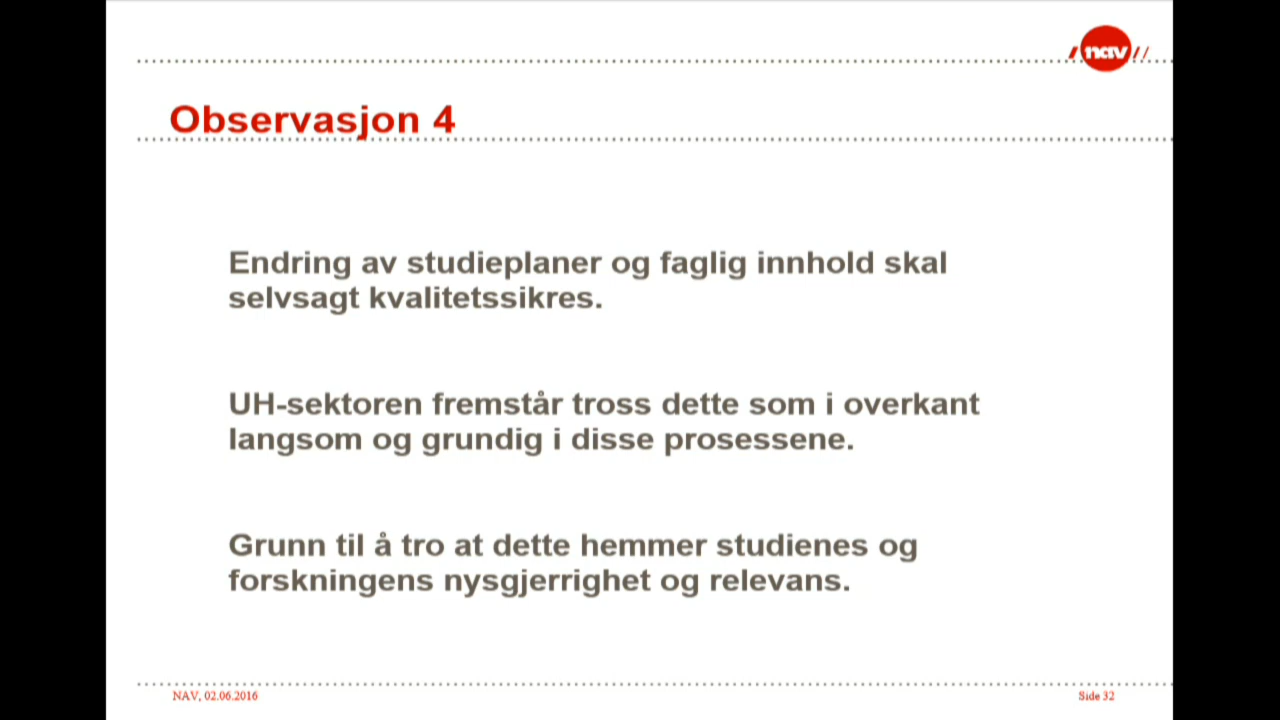 nav
Observasjon 4
Endring av studieplaner og faglig innhold skal
selvsagt kvalitetssikres.
UH-sektoren fremstår tross dette som i overkant
langsom og grundig i disse prosessene.
Grunn til å tro at dette hemmer studienes og
forskningens nysgjerrighet og relevans.
NAV, 02.06.2016
Side 32